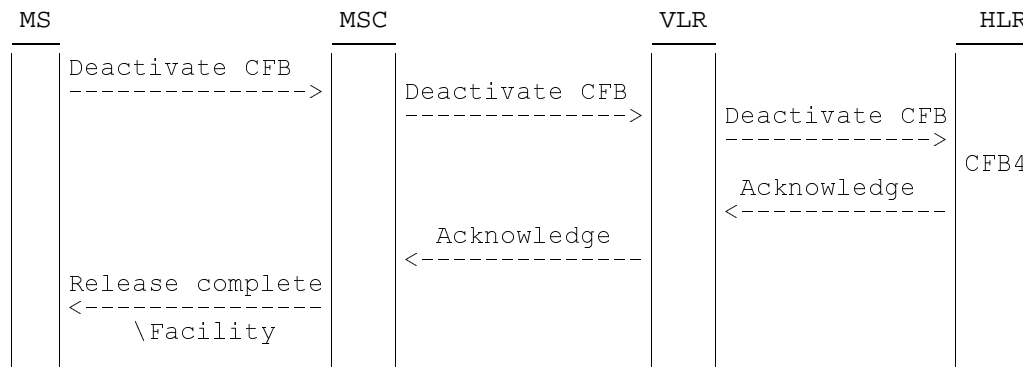 MS MSC VLR HLR
Deactivate CFB
--------------->
Deactivate CFB
-------------->
Deactivate CFB
------------->
CFB4
Acknowledge
<-------------
Acknowledge
<--------------
Release complete
<---------------
\Facility